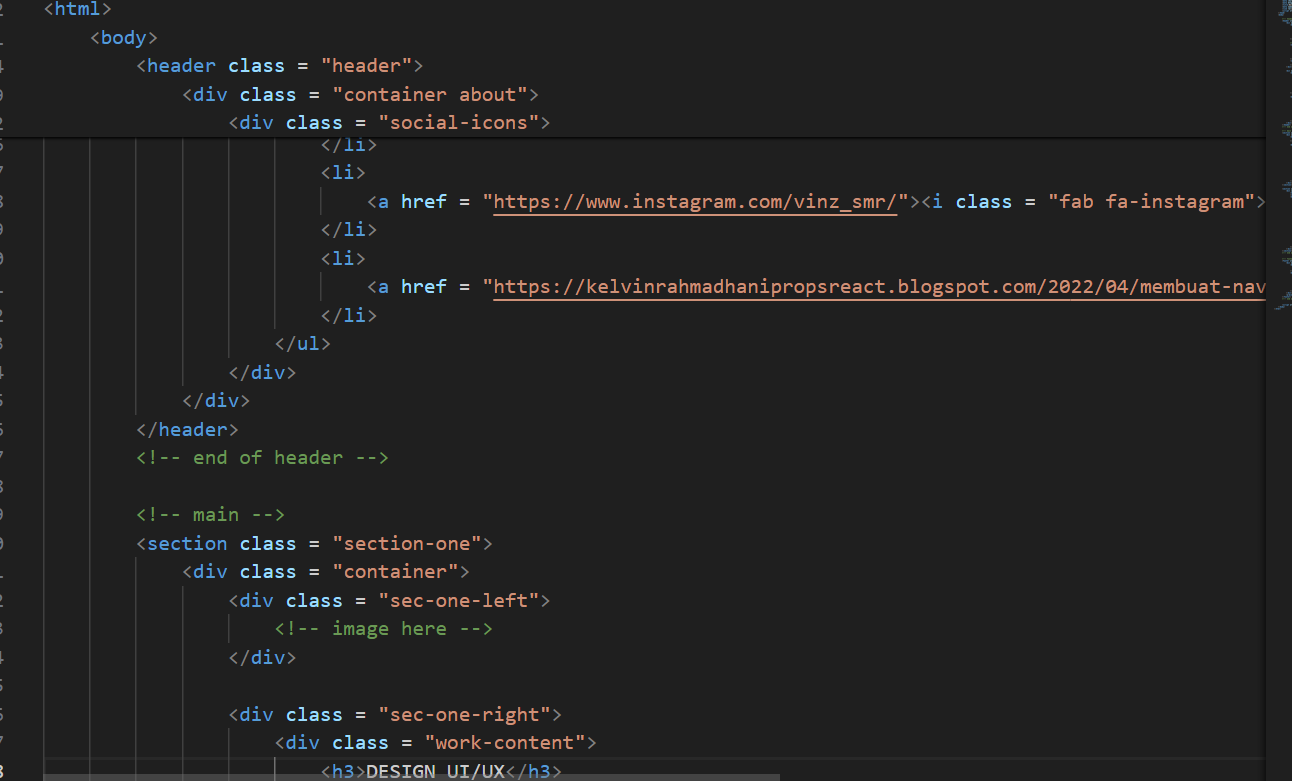 <html>
<body>
<header class = "header">
<div class = "container about">
<div class = "social-icons">
</li>
<li>
<a href = "https://www.instagram.com/vinz_smr/"><i class = "fab fa-instagram">
</li>
<li>
<a href = "https://kelvinrahmadhanipropsreact.blogspot.com/2022/04/membuat-nav
</li>
</ul>
</div>
</div>
</header>
<!-- end of header -->
<!-- main -->
<section class = "section-one">
<div class = "container">
<div class = "sec-one-left">
<!-- image here -->
</div>
<div class = "sec-one-right">
<div class = "work-content">
<h3>DESIGN UI/UX</h3>